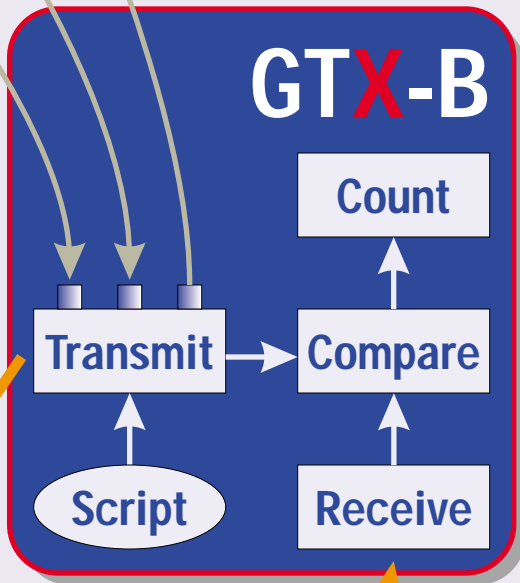 GTX-B
Count
Transmit
Compare
Script
Receive